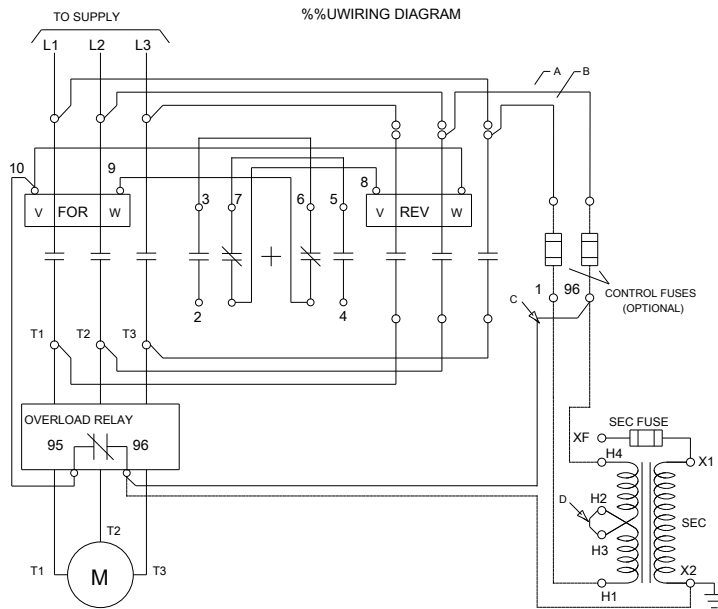 %%UWIRING DIAGRAM
TO SUPPLY
L1 L2 L3
A B
10 9 8
3 7 6 5
V FOR W
V REV W
2 4
1 96
C
CONTROL FUSES
(OPTIONAL)
T1 T2 T3
OVERLOAD RELAY
95 96
SEC FUSE
XF
H4 X1
D
H2
SEC
H3
T2
X2
T1 M T3
H1